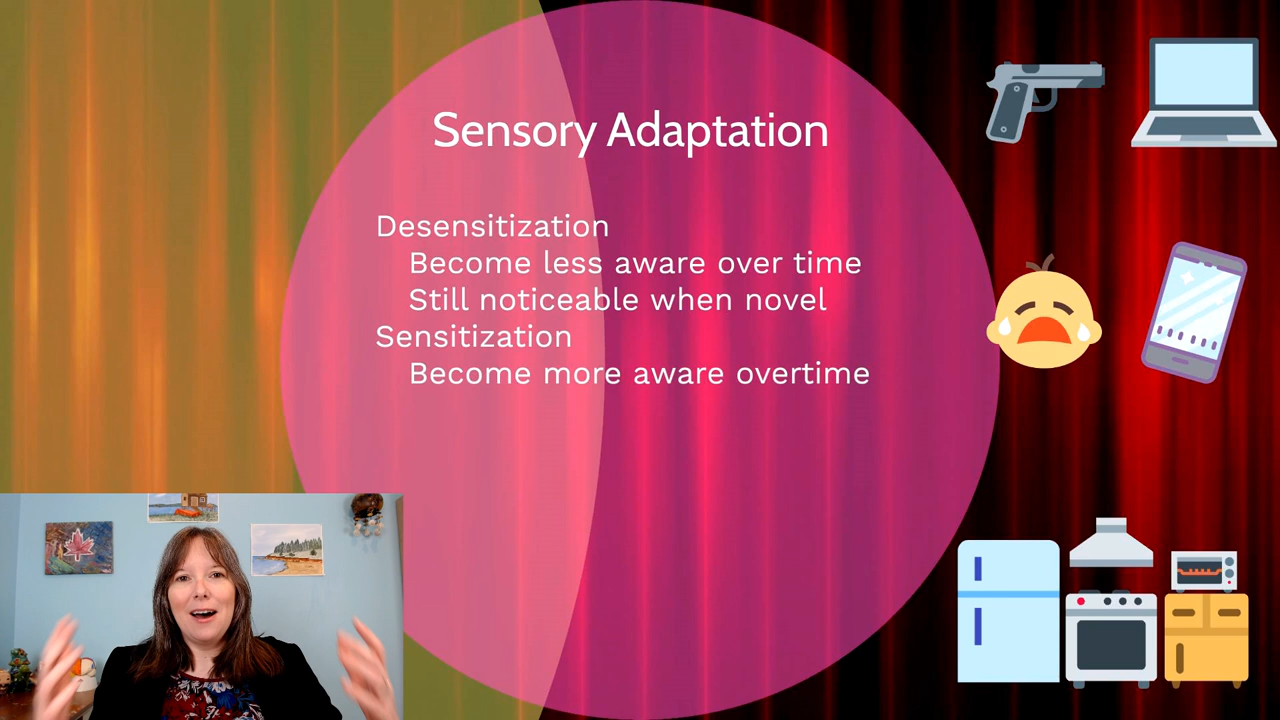 Sensory Adaptation
Desensitization
Become less aware over time
Still noticeable when novel
Sensitization
Become more aware overtime